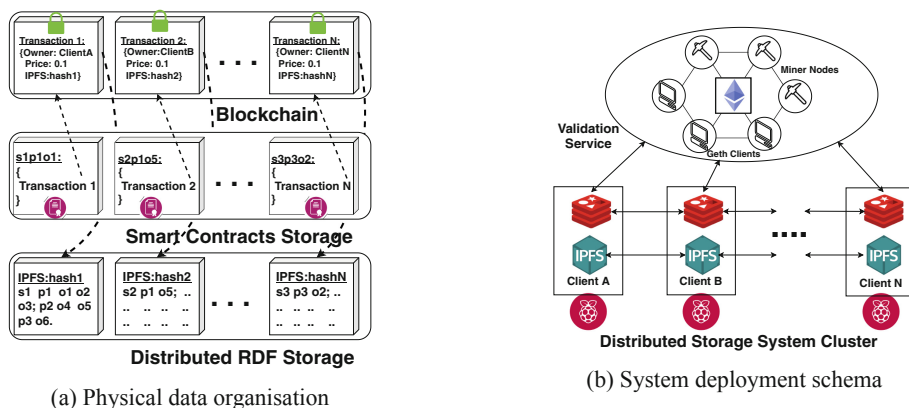 Transaction 1:
{Owner: ClientA
Price: 0.1
IPFS:hash1}
Transaction 2:
{Owner:ClientB
Price: 0.1
IPFS:hash2}
. . .
Transaction N:
{Owner: ClientN
Price: 0.1
IPFS:hashN}
Blockchain
s1p1o1:
{
Transaction 1
}
s2p1o5:
{
Transaction 2
}
. . .
s3p3o2:
{
Transaction N
}
Smart Contracts Storage
IPFS:hash1
s1 p1 o1 o2
o3; p2 o4 o5
p3 o6.
IPFS:hash2
s2 p1 o5; ..
.. .. .. ..
.. .. .. ..
. . .
IPFS:hashN
s3 p3 o2; ..
.. .. .. ..
.. .. .. ..
Distributed RDF Storage
(a) Physical data organisation
Miner Nodes
Validation
Service
Geth Clients
IPFS
Client A
IPFS
Client B
....
IPFS
Client N
Distributed Storage System Cluster
(b) System deployment schema